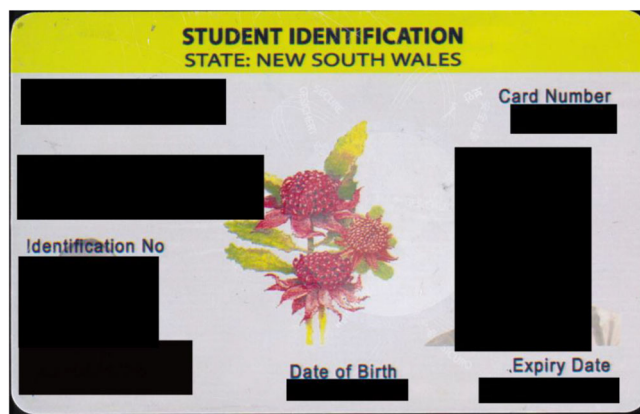 STUDENT IDENTIFICATION
STATE: NEW SOUTH WALES
Card Number
Identification No
Date of Birth
.Expiry Date